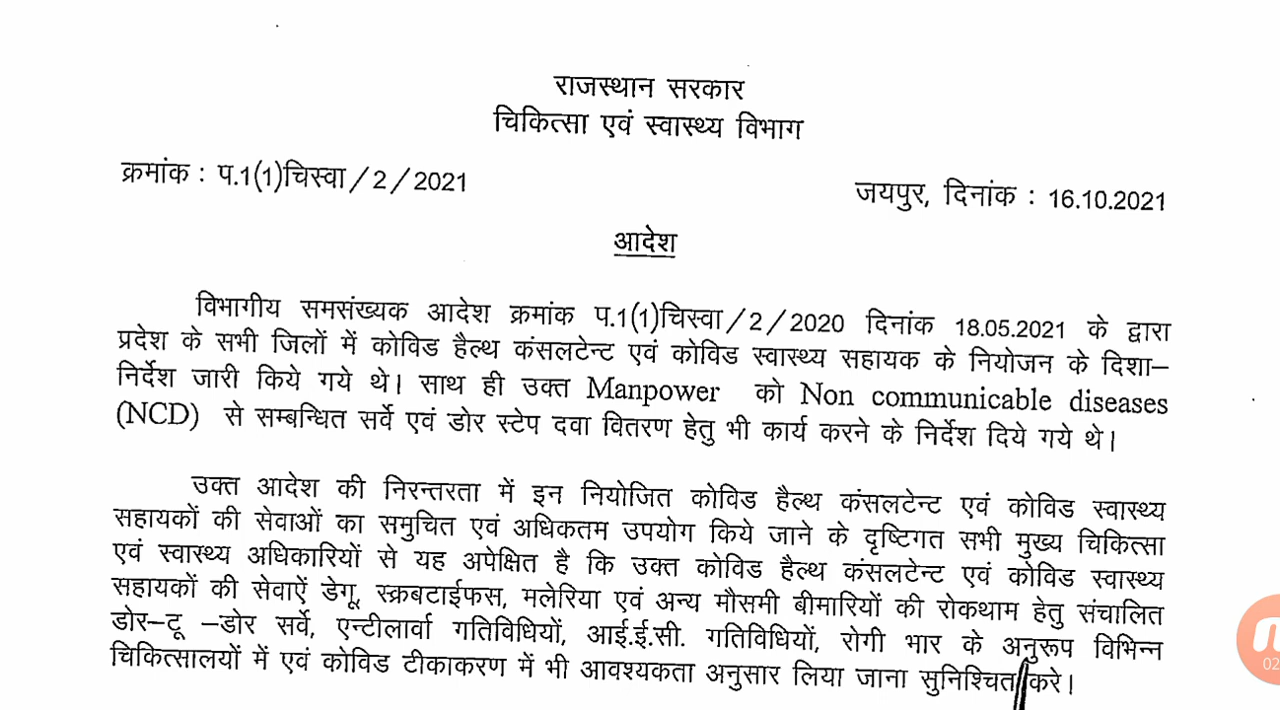 राजस्थान सरकार
चिकित्सा एवं स्वास्थ्य विभाग
क्रमांक : प.1(1)चिस्वा/2/2021
जयपुर, दिनांक : 16.10.2021
आदेश
विभागीय समसंख्यक आदेश क्रमांक प.1(1)चिस्वा/2/2020 दिनांक 18.05.2021 के द्वारा
प्रदेश के सभी जिलों में कोविड हैल्थ कंसलटेन्ट एवं कोविड स्वास्थ्य सहायक के नियोजन के दिशा–
निर्देश जारी किये गये थे। साथ ही उक्त Manpower को Non communicable diseases
(NCD) से सम्बन्धित सर्वे एवं डोर स्टेप दवा वितरण हेतु भी कार्य करने के निर्देश दिये गये थे।
उक्त आदेश की निरन्तरता में इन नियोजित कोविड हैल्थ कंसलटेन्ट एवं कोविड स्वास्थ्य
सहायकों की सेवाओं का समुचित एवं अधिकतम उपयोग किये जाने के दृष्टिगत सभी मुख्य चिकित्सा
एवं स्वास्थ्य अधिकारियों से यह अपेक्षित है कि उक्त कोविड हैल्थ कंसलटेन्ट एवं कोविड स्वास्थ्य
सहायकों की सेवाऐं डेगू, स्क्रबटाईफस, मलेरिया एवं अन्य मौसमी बीमारियों की रोकथाम हेतु संचालित
डोर–टू –डोर सर्वे, एन्टीलार्वा गतिविधियों, आई.ई.सी. गतिविधियों, रोगी भार के अनुरूप विभिन्न
चिकित्सालयों में एवं कोविड टीकाकरण में भी आवश्यकता अनुसार लिया जाना सुनिश्चित करे।
02